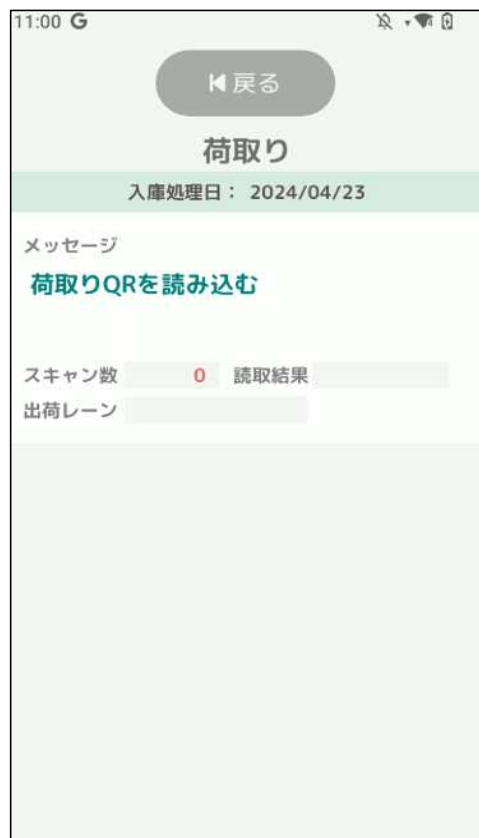 11:00 G
戻る
荷取り
入庫処理日： 2024/04/23
メッセージ
荷取りQRを読み込む
スキャン数 0 読取結果
出荷レーン